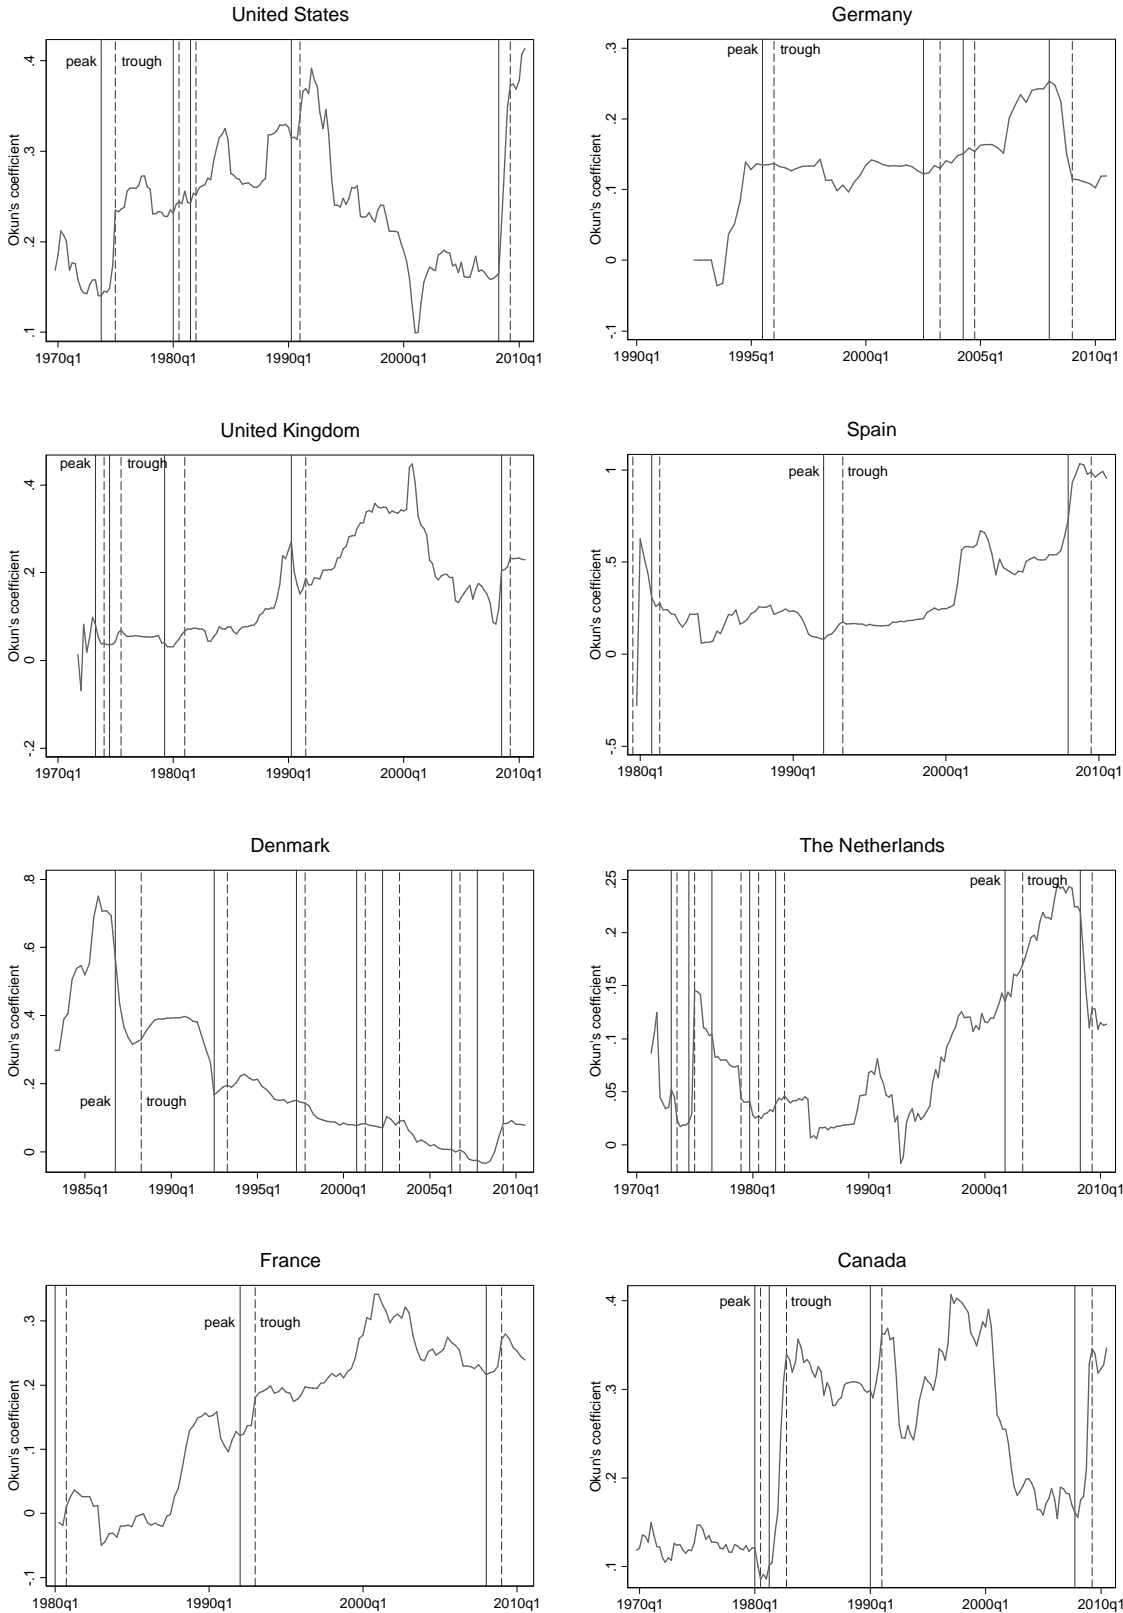 United States
Okun's coefficient
.1 .2 .3 .4
peak trough
1970q1 1980q1 1990q1 2000q1 2010q1
Germany
Okun's coefficient
-.1 0 .1 .2 .3
peak trough
1990q1 1995q1 2000q1 2005q1 2010q1
United Kingdom
Okun's coefficient
-.2 0 .2 .4
peak trough
1970q1 1980q1 1990q1 2000q1 2010q1
Spain
Okun's coefficient
-.5 0 .5 1
peak trough
1980q1 1990q1 2000q1 2010q1
Denmark
Okun's coefficient
0 .2 .4 .6 .8
peak trough
1985q1 1990q1 1995q1 2000q1 2005q1 2010q1
The Netherlands
Okun's coefficient
0 .05 .1 .15 .2 .25
peak trough
1970q1 1980q1 1990q1 2000q1 2010q1
France
Okun's coefficient
-.1 0 .1 .2 .3
peak trough
1980q1 1990q1 2000q1 2010q1
Canada
Okun's coefficient
.1 .2 .3 .4
peak trough
1970q1 1980q1 1990q1 2000q1 2010q1